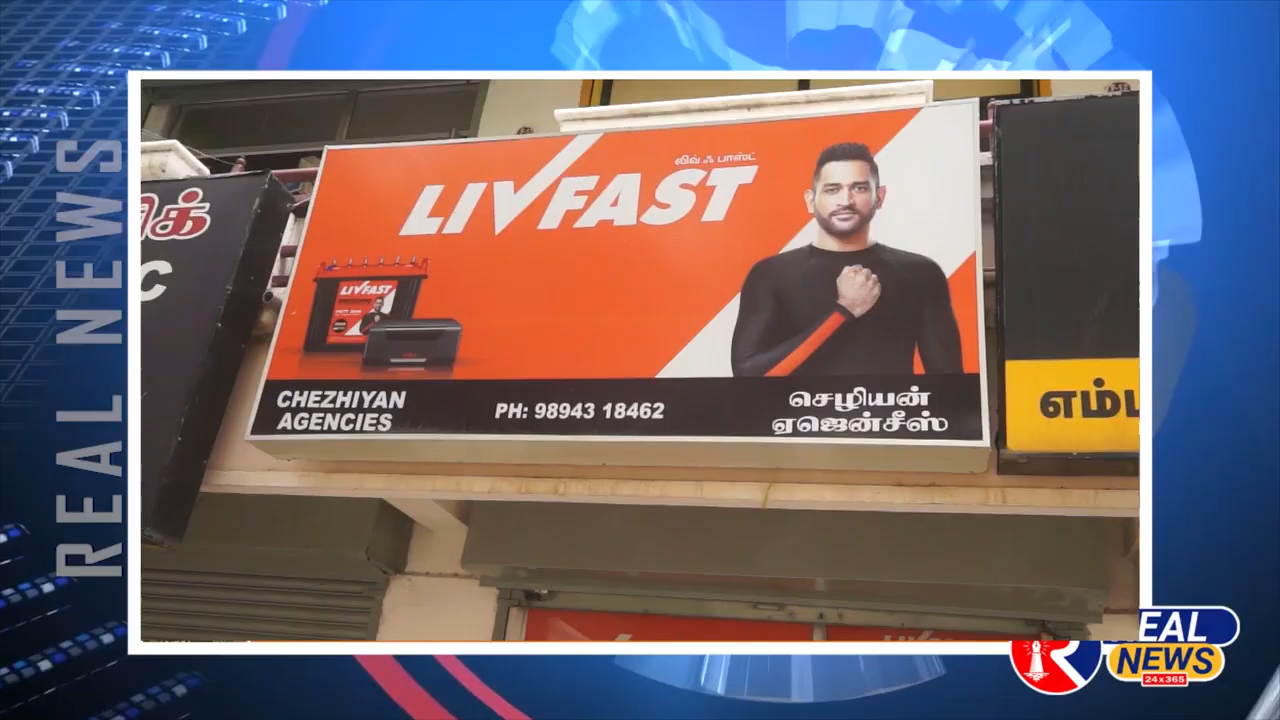 REAL NEWS
லிவ் ஃ பாஸ்ட்
LIVFAST
LIVFAST
CHEZHIYAN
AGENCIES
PH: 98943 18462
செழியன்
ஏஜென்சீஸ்
REAL
NEWS
24x365